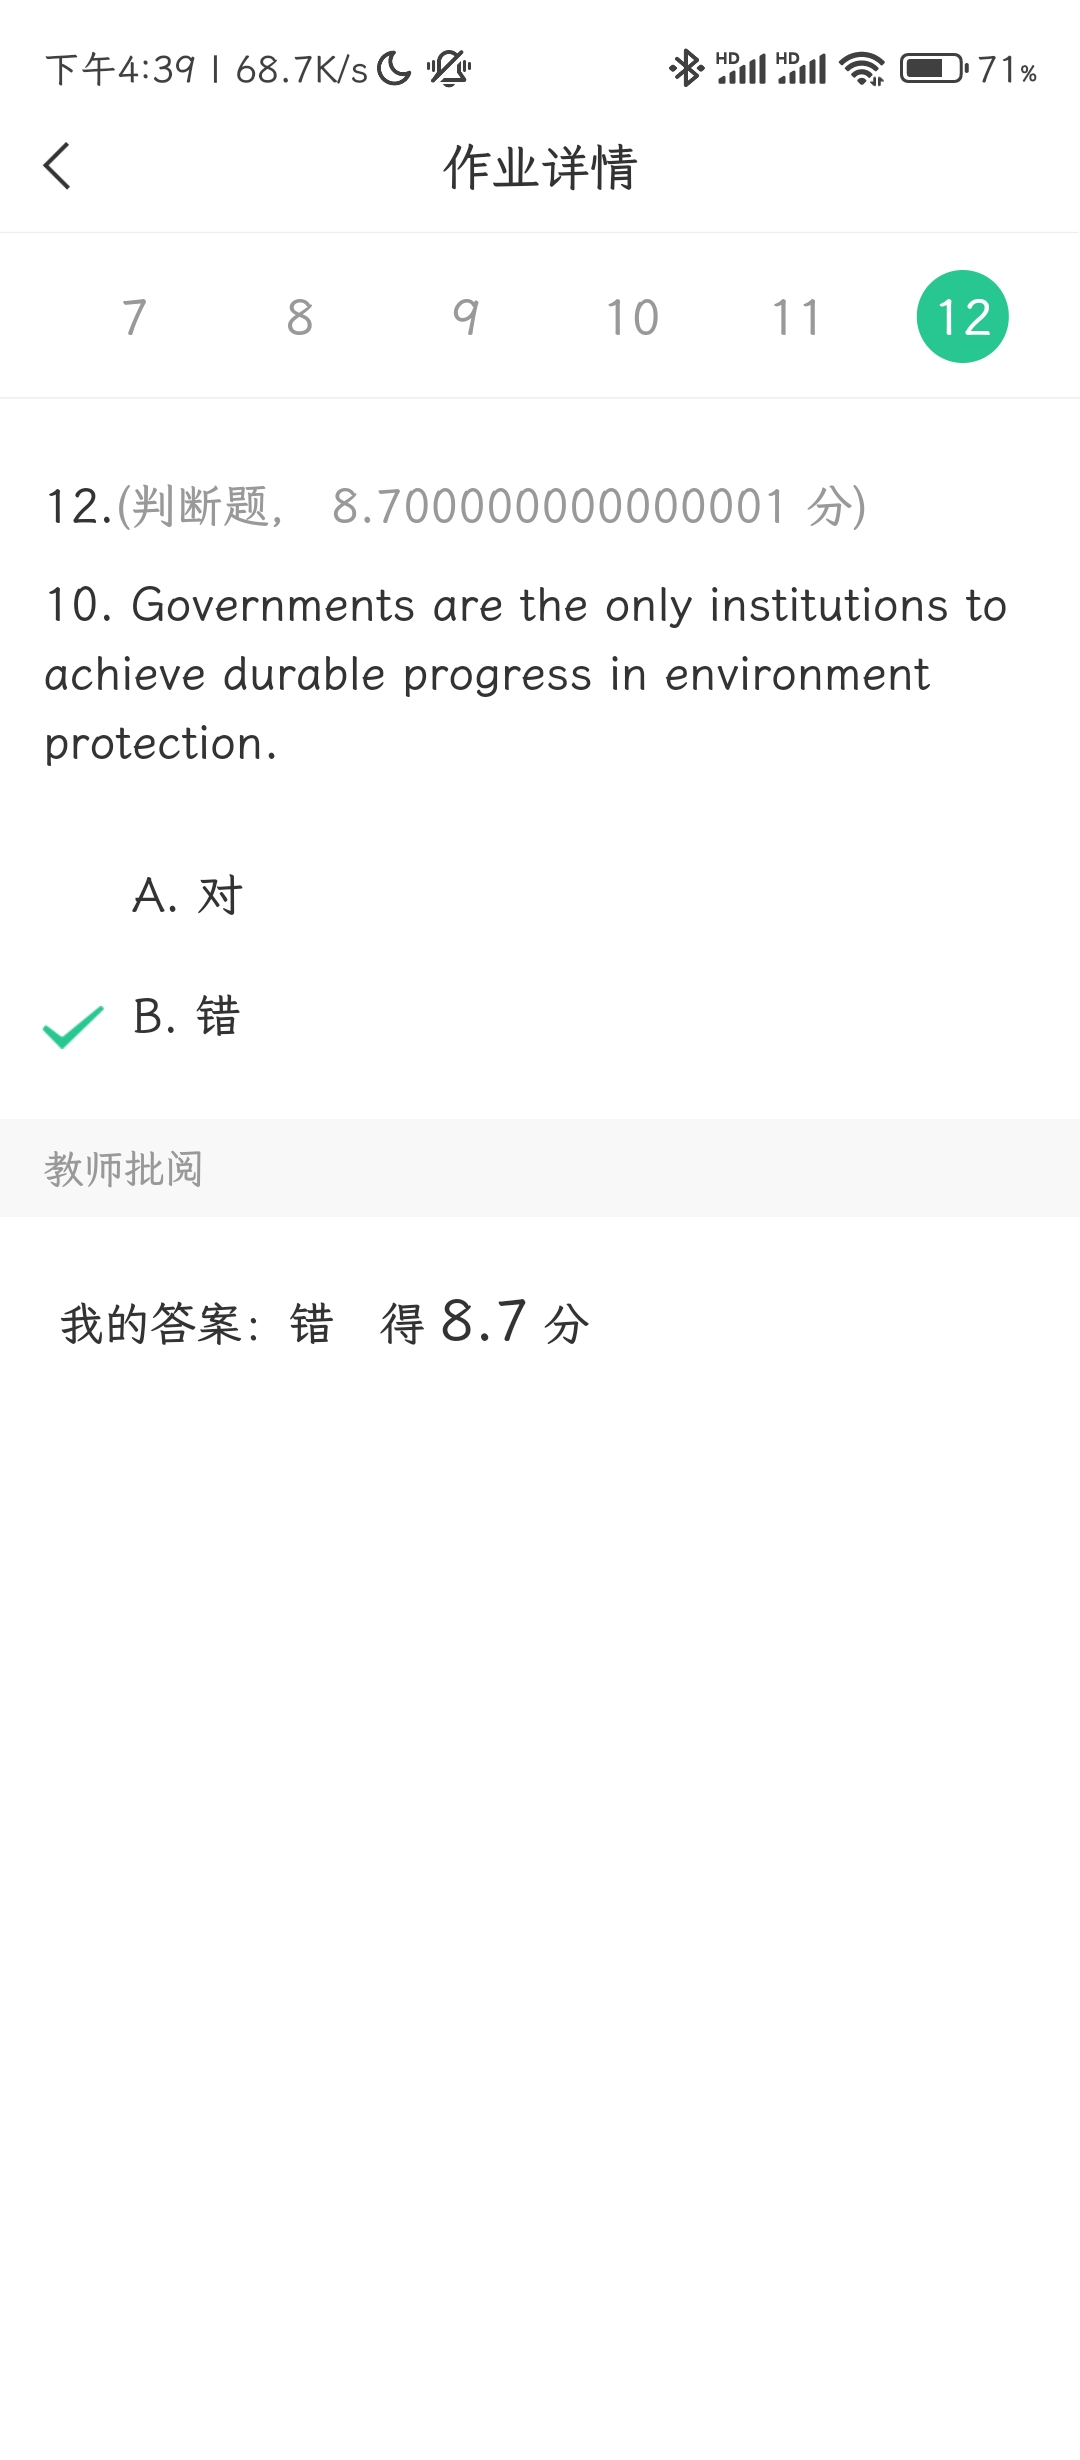 下午4:39 | 68.7K/s HD HD 71%
作业详情
7 8 9 10 11 12
12.(判断题, 8.700000000000001 分)
10. Governments are the only institutions to
achieve durable progress in environment
protection.
A. 对
B. 错
教师批阅
我的答案: 错 得 8.7 分